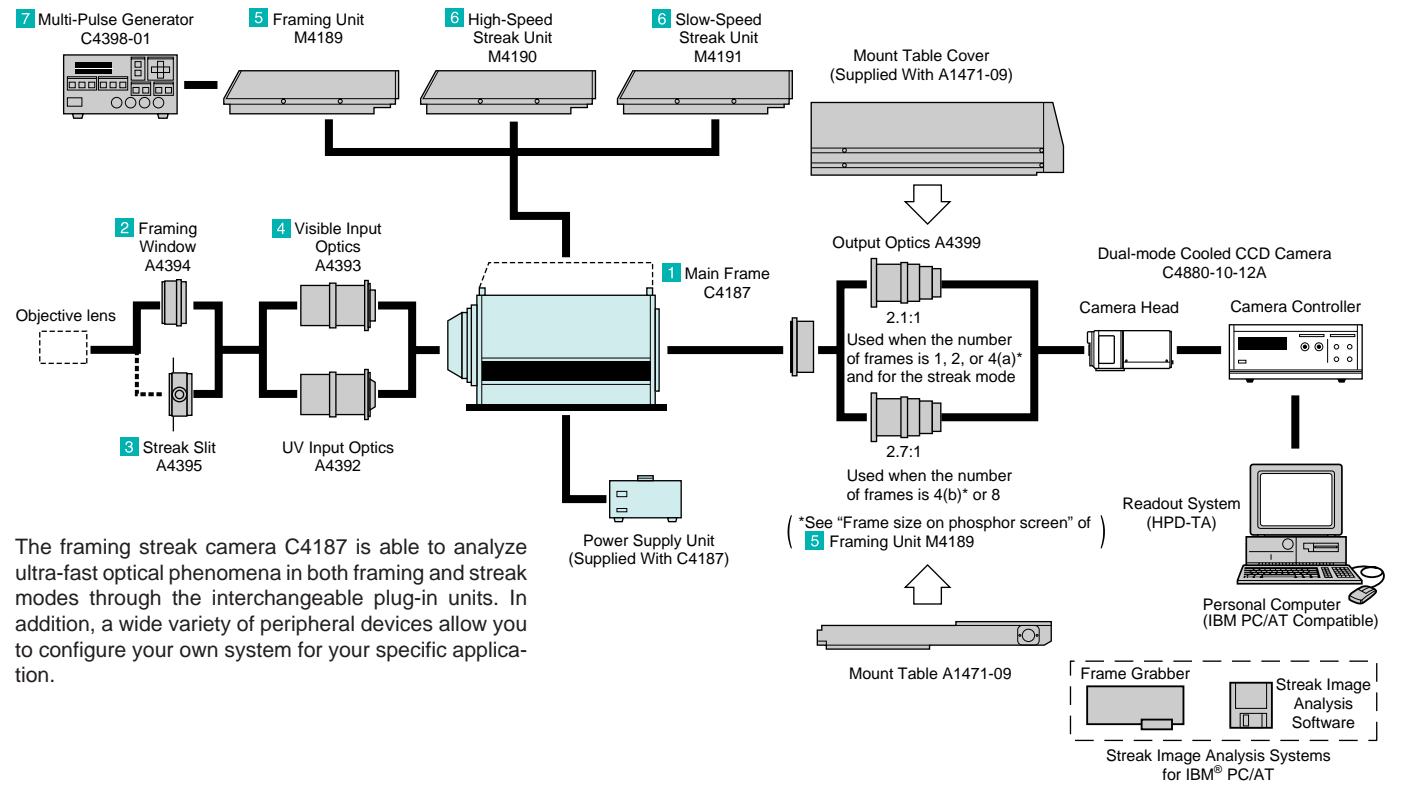 7 Multi-Pulse Generator
C4398-01
5 Framing Unit
M4189
6 High-Speed
Streak Unit
M4190
6 Slow-Speed
Streak Unit
M4191
Mount Table Cover
(Supplied With A1471-09)
2 Framing
Window
A4394
4 Visible Input
Optics
A4393
1 Main Frame
C4187
Output Optics A4399
Dual-mode Cooled CCD Camera
C4880-10-12A
Camera Head
Camera Controller
Objective lens
2.1:1
Used when the number
of frames is 1, 2, or 4(a)*
and for the streak mode
3 Streak Slit
A4395
UV Input Optics
A4392
2.7:1
Used when the number
of frames is 4(b)* or 8
(*See “Frame size on phosphor screen” of
5 Framing Unit M4189)
Power Supply Unit
(Supplied With C4187)
Readout System
(HPD-TA)
Personal Computer
(IBM PC/AT Compatible)
The framing streak camera C4187 is able to analyze
ultra-fast optical phenomena in both framing and streak
modes through the interchangeable plug-in units. In
addition, a wide variety of peripheral devices allow you
to configure your own system for your specific applica-
tion.
Mount Table A1471-09
Frame Grabber
Streak Image
Analysis
Software
Streak Image Analysis Systems
for IBM® PC/AT